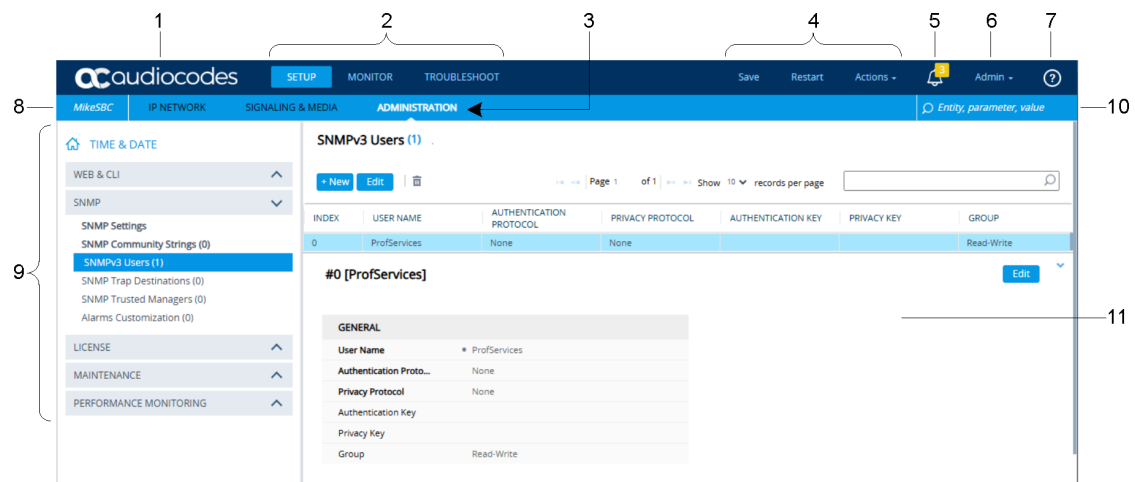 1 2 3 4 5 6 7
audiocodes SETUP MONITOR TROUBLESHOOT Save Restart Actions 3 Admin ?
8 MikeSBC IP NETWORK SIGNALING & MEDIA ADMINISTRATION Entity, parameter, value 10
9
TIME & DATE
WEB & CLI
SNMP
SNMP Settings
SNMP Community Strings (0)
SNMPv3 Users (1)
SNMP Trap Destinations (0)
SNMP Trusted Managers (0)
Alarms Customization (0)
LICENSE
MAINTENANCE
PERFORMANCE MONITORING
SNMPv3 Users (1)
+ New Edit Page 1 of 1 Show 10 records per page
INDEX USER NAME AUTHENTICATION PROTOCOL PRIVACY PROTOCOL AUTHENTICATION KEY PRIVACY KEY GROUP
0 ProfServices None None Read-Write
#0 [ProfServices] Edit
11
GENERAL
User Name ProfServices
Authentication Proto... None
Privacy Protocol None
Authentication Key
Privacy Key
Group Read-Write